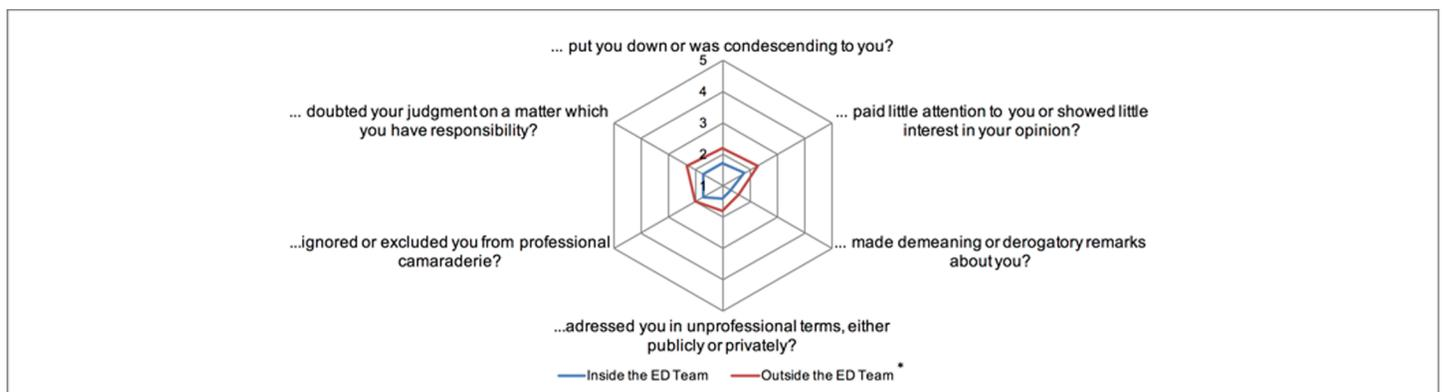 ... put you down or was condescending to you?
5
4
3
2
1
... paid little attention to you or showed little
interest in your opinion?
... made demeaning or derogatory remarks
about you?
...adressed you in unprofessional terms, either
publicly or privately?
...ignored or excluded you from professional
camaraderie?
... doubted your judgment on a matter which
you have responsibility?
Inside the ED Team
Outside the ED Team *